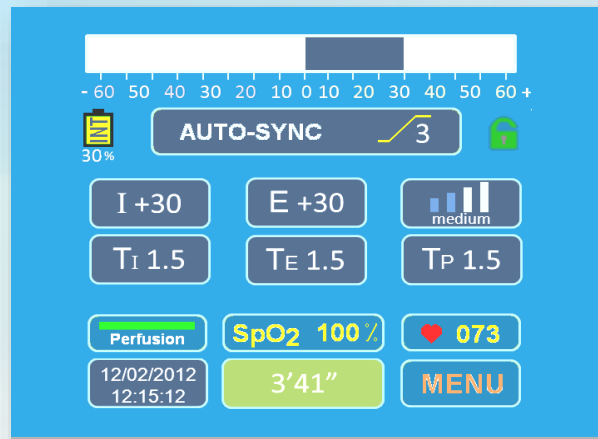 - 60 50 40 30 20 10 0 10 20 30 40 50 60 +
INT
30%
AUTO-SYNC 3
I +30 E +30 medium
TI 1.5 TE 1.5 TP 1.5
Perfusion SpO2 100% 073
12/02/2012
12:15:12
3’41” MENU